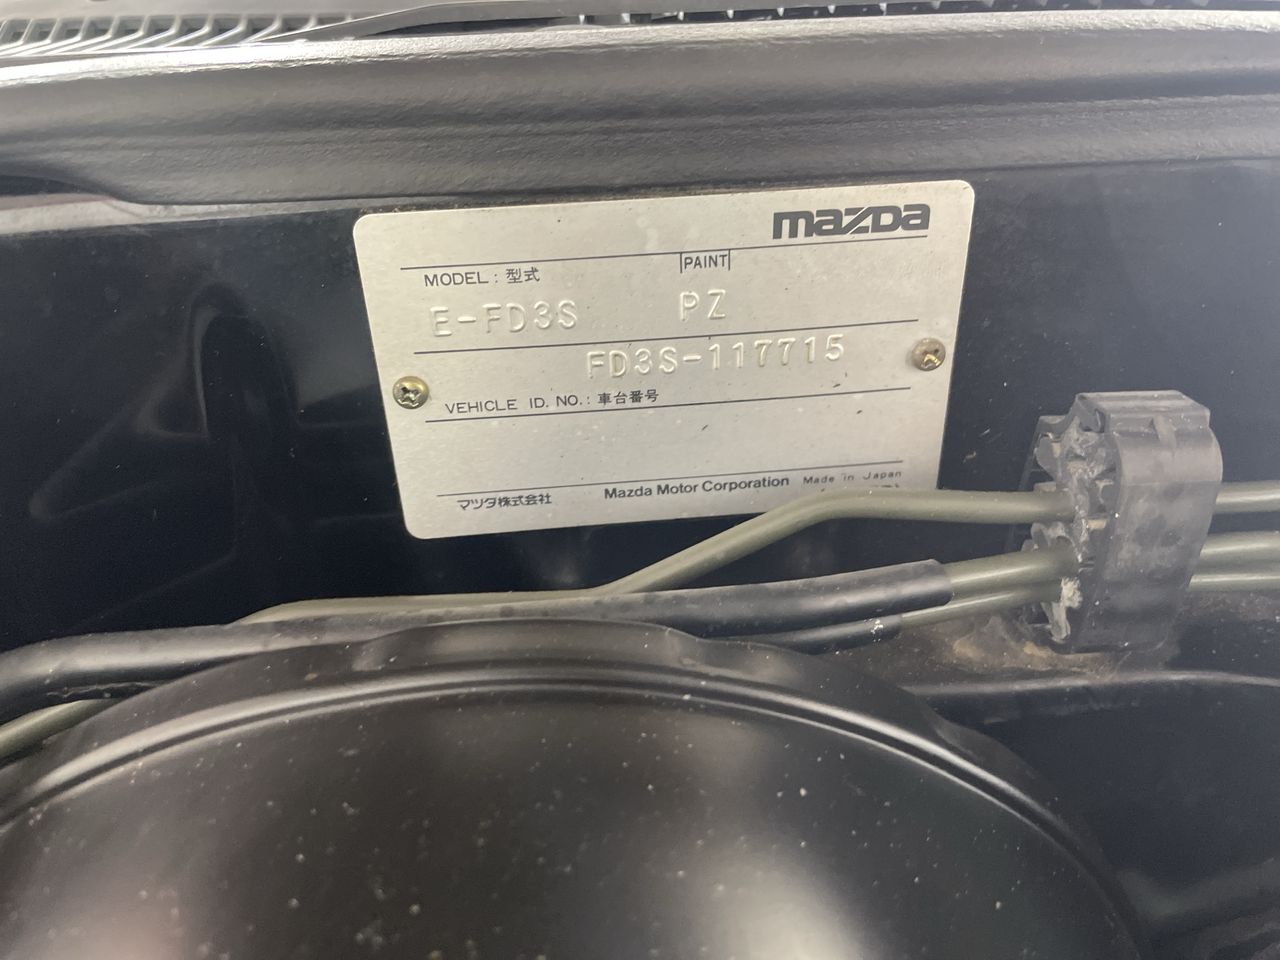 mazda
MODEL : 型式 PAINT
E-FD3S PZ
FD3S-117715
VEHICLE ID. NO. : 車台番号
マツダ株式会社 Mazda Motor Corporation Made in Japan